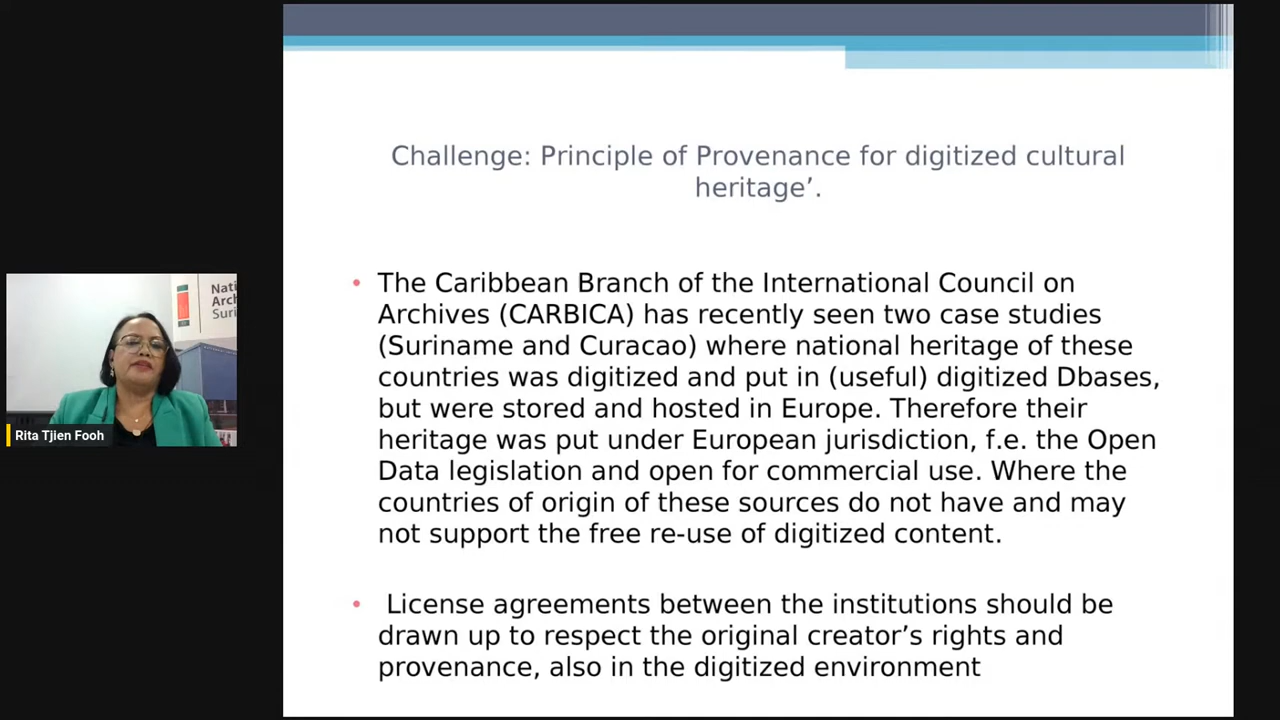 Challenge: Principle of Provenance for digitized cultural
heritage’.
Nati
Arch
Suri
Rita Tjien Fooh
• The Caribbean Branch of the International Council on
Archives (CARBICA) has recently seen two case studies
(Suriname and Curacao) where national heritage of these
countries was digitized and put in (useful) digitized Dbases,
but were stored and hosted in Europe. Therefore their
heritage was put under European jurisdiction, f.e. the Open
Data legislation and open for commercial use. Where the
countries of origin of these sources do not have and may
not support the free re-use of digitized content.
• License agreements between the institutions should be
drawn up to respect the original creator’s rights and
provenance, also in the digitized environment